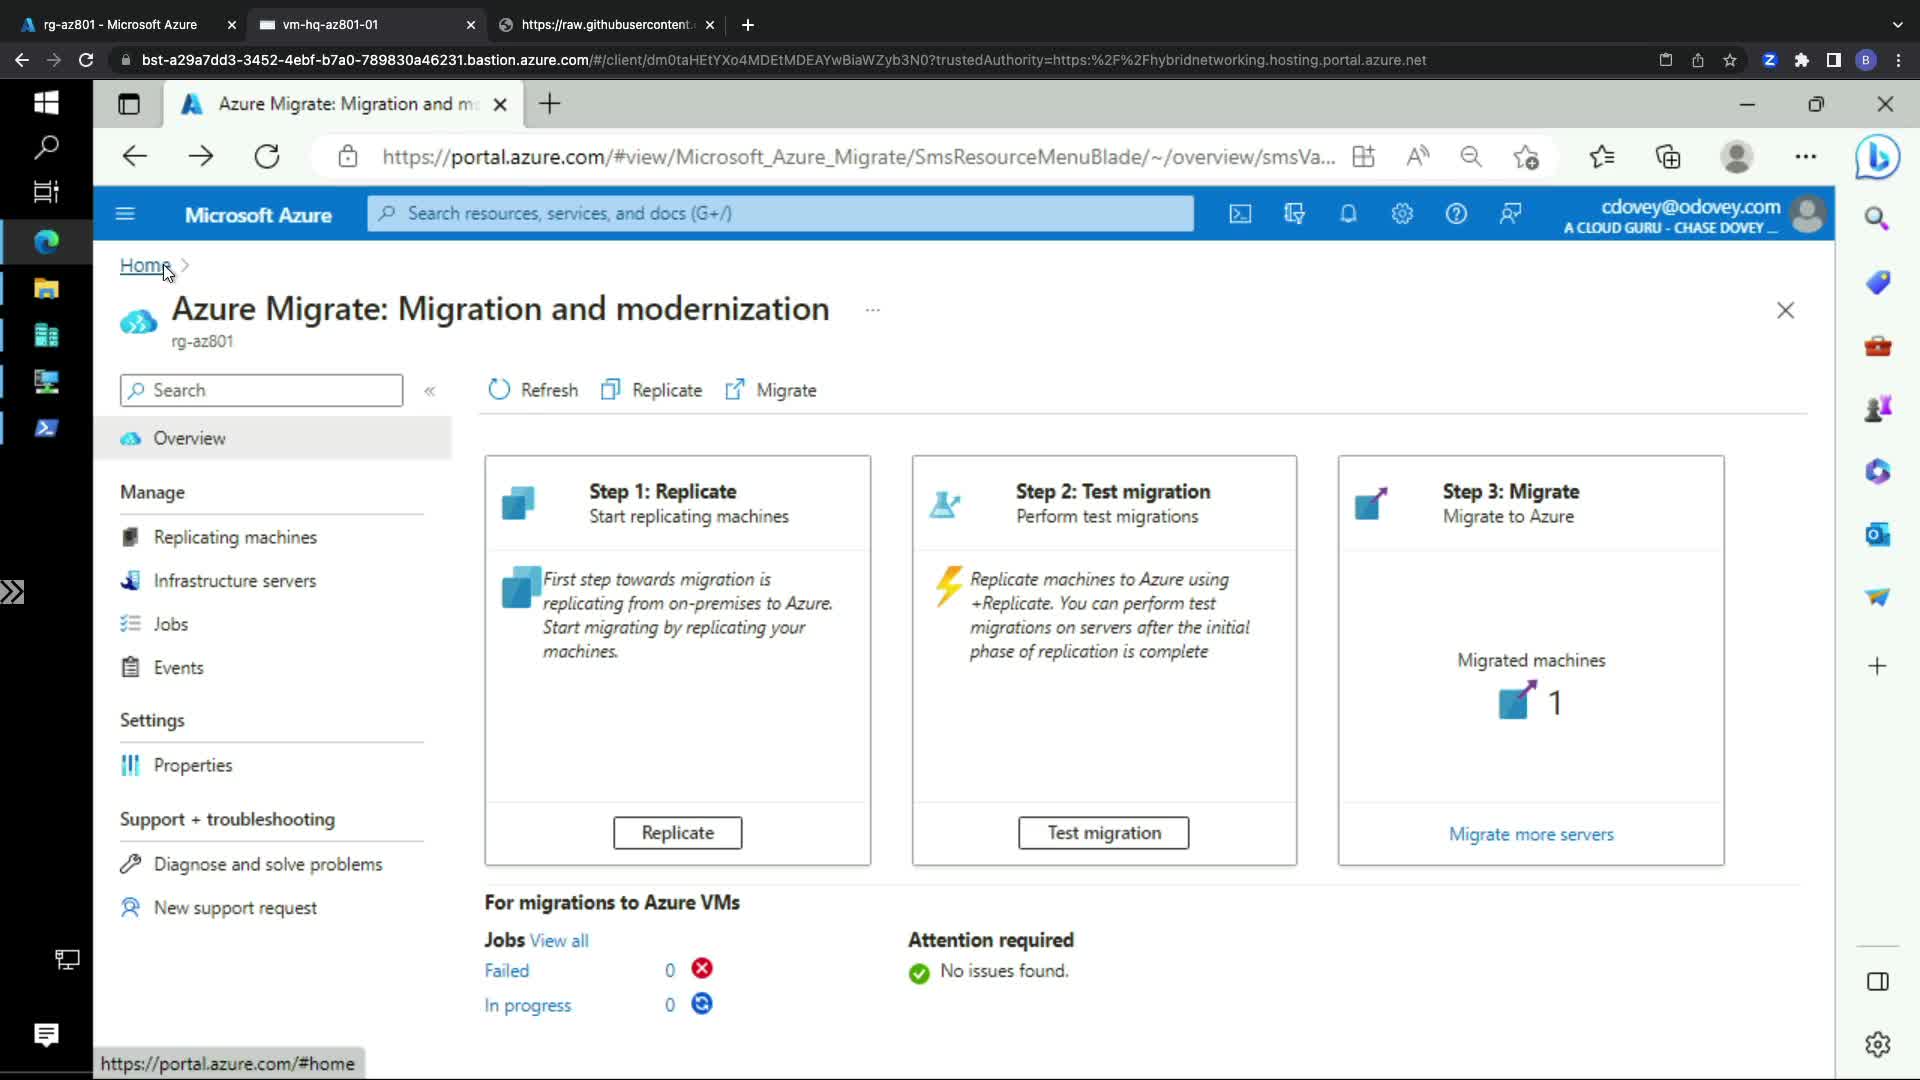 rg-az801 - Microsoft Azure
vm-hq-az801-01
https://raw.githubusercontent.
bst-a29a7dd3-3452-4ebf-b7a0-789830a46231.bastion.azure.com/#/client/dm0taHEtYXo4MDEtMDEAYwBiaWZyb3N0?trustedAuthority=https:%2F%2Fhybridnetworking.hosting.portal.azure.net
B
Azure Migrate: Migration and m
https://portal.azure.com/#view/Microsoft_Azure_Migrate/SmsResourceMenuBlade/~/overview/smsVa...
Microsoft Azure
Search resources, services, and docs (G+/)
cdovey@odovey.com
A CLOUD GURU - CHASE DOVEY ...
Home
Azure Migrate: Migration and modernization
...
rg-az801
Search
«
Refresh
Replicate
Migrate
Overview
Manage
Replicating machines
Infrastructure servers
Jobs
Events
Settings
Properties
Support + troubleshooting
Diagnose and solve problems
New support request
Step 1: Replicate
Start replicating machines
First step towards migration is
replicating from on-premises to Azure.
Start migrating by replicating your
machines.
Replicate
Step 2: Test migration
Perform test migrations
Replicate machines to Azure using
+Replicate. You can perform test
migrations on servers after the initial
phase of replication is complete
Test migration
Step 3: Migrate
Migrate to Azure
Migrated machines
1
Migrate more servers
For migrations to Azure VMs
Jobs View all
Failed 0
In progress 0
Attention required
No issues found.
https://portal.azure.com/#home